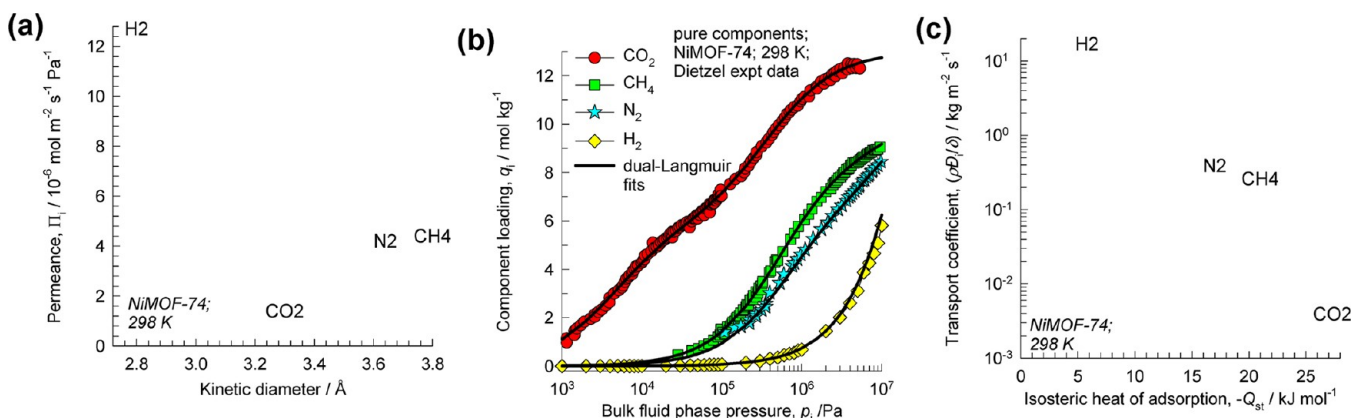 (a)
Permeance, Π_i / 10⁻⁶ mol m⁻² s⁻¹ Pa⁻¹
12
10
8
6
4
2
0
H2
N2
CH4
CO2
NiMOF-74;
298 K
2.8
3.0
3.2
3.4
3.6
3.8
Kinetic diameter / Å
(b)
Component loading, q_i / mol kg⁻¹
12
10
8
6
4
2
0
CO₂
CH₄
N₂
H₂
dual-Langmuir
fits
pure components;
NiMOF-74; 298 K;
Dietzel expt data
10³
10⁴
10⁵
10⁶
10⁷
Bulk fluid phase pressure, p_i /Pa
(c)
Transport coefficient, (ρĐ_i/δ) / kg m⁻² s⁻¹
10¹
10⁰
10⁻¹
10⁻²
10⁻³
H2
N2
CH4
CO2
NiMOF-74;
298 K
0
5
10
15
20
25
Isosteric heat of adsorption, -Q_st / kJ mol⁻¹